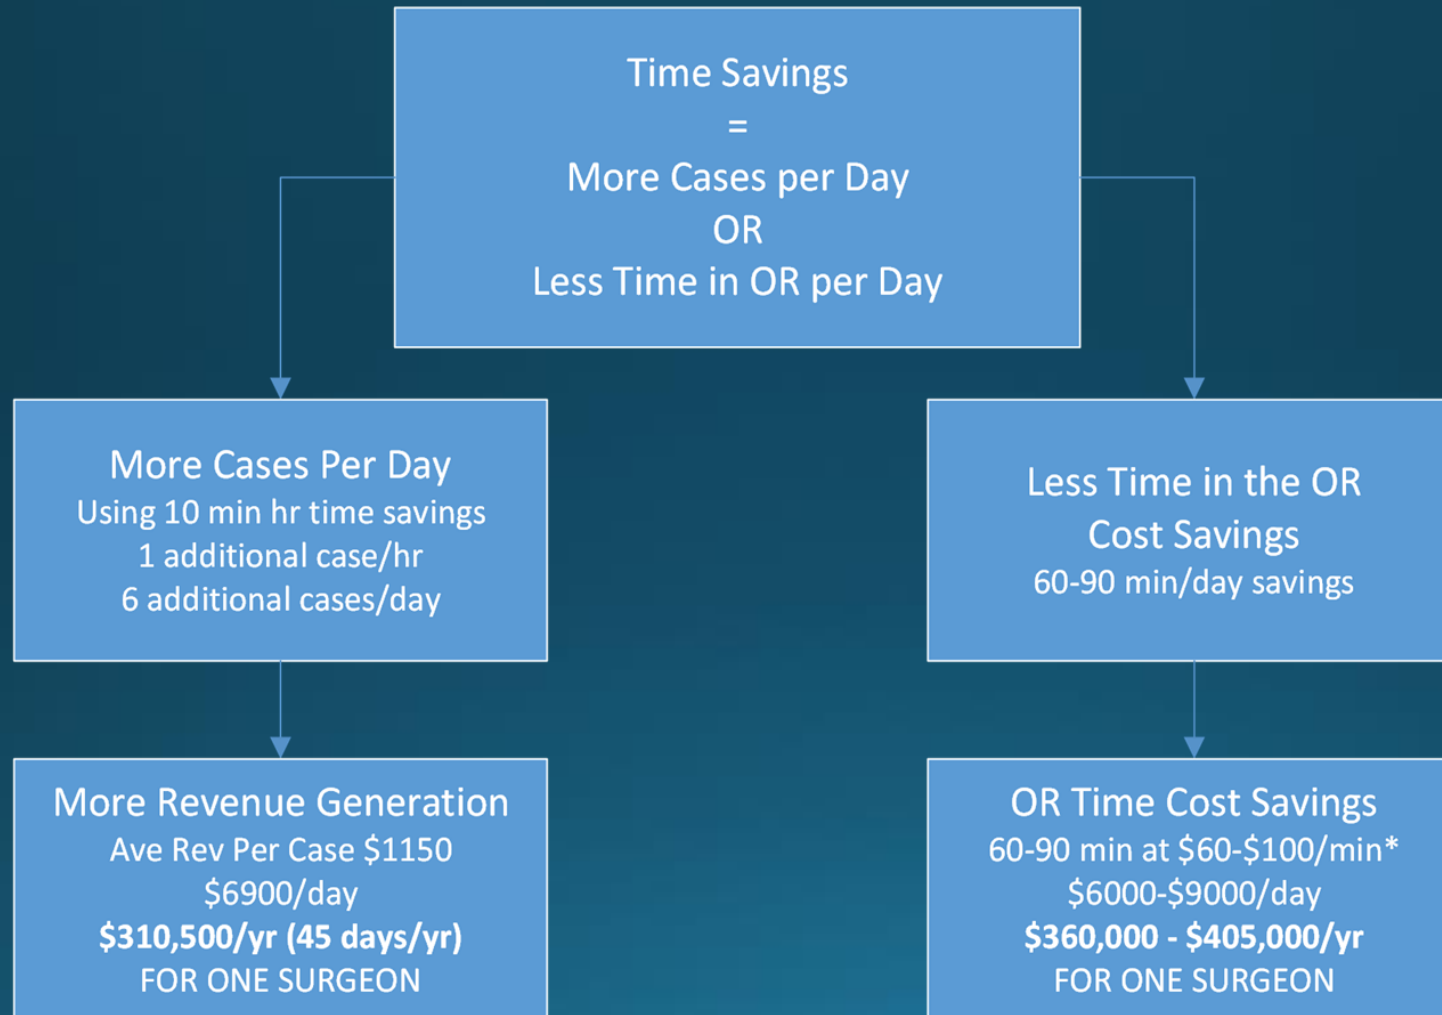 Time Savings
=
More Cases per Day
OR
Less Time in OR per Day
More Cases Per Day
Using 10 min hr time savings
1 additional case/hr
6 additional cases/day
Less Time in the OR
Cost Savings
60-90 min/day savings
More Revenue Generation
Ave Rev Per Case $1150
$6900/day
$310,500/yr (45 days/yr)
FOR ONE SURGEON
OR Time Cost Savings
60-90 min at $60-$100/min*
$6000-$9000/day
$360,000 - $405,000/yr
FOR ONE SURGEON